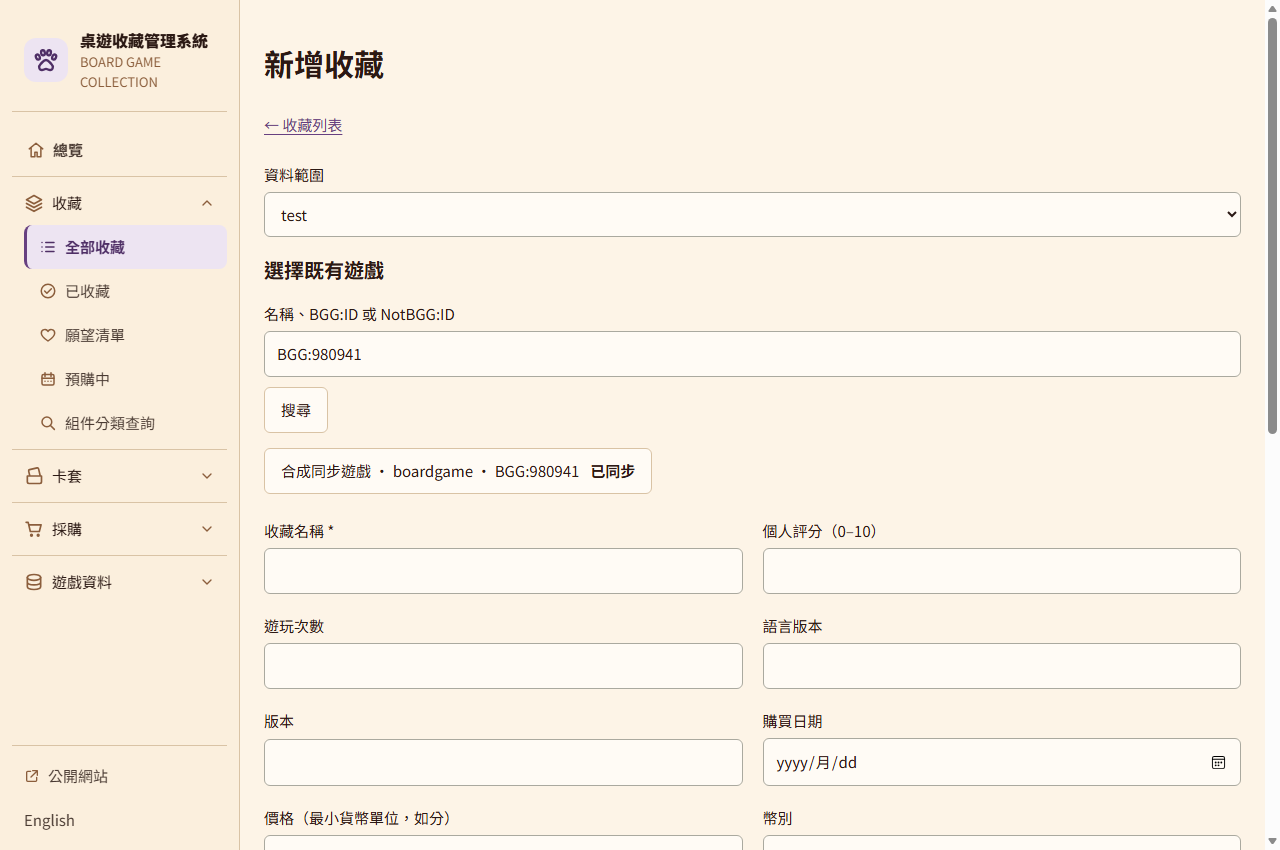 桌遊收藏管理系統
BOARD GAME
COLLECTION
總覽
收藏
全部收藏
已收藏
願望清單
預購中
組件分類查詢
卡套
採購
遊戲資料
公開網站
English
新增收藏
← 收藏列表
資料範圍
test
選擇既有遊戲
名稱、BGG:ID 或 NotBGG:ID
BGG:980941
搜尋
合成同步遊戲 · boardgame · BGG:980941 已同步
收藏名稱 *
個人評分（0–10）
遊玩次數
語言版本
版本
購買日期
yyyy/月/dd
價格（最小貨幣單位，如分）
幣別